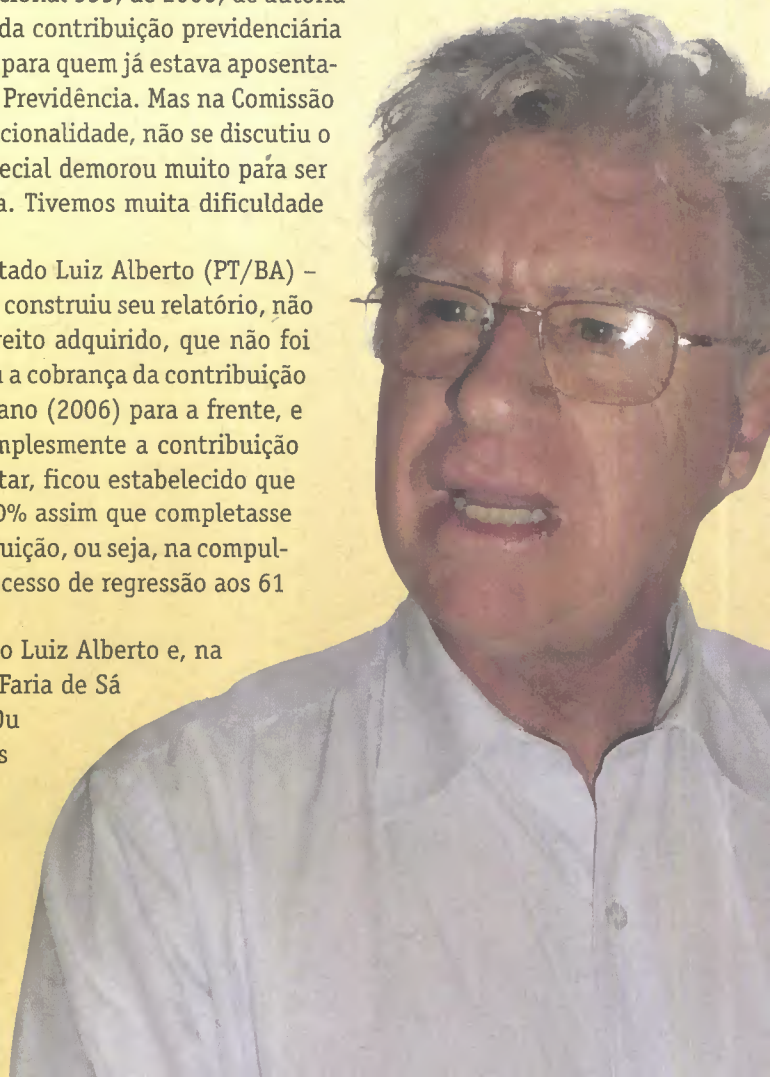 cional 555, de 2006, de autoria
da contribuição previdenciária
para quem já estava aposenta-
Previdência. Mas na Comissão
cionalidade, não se discutiu o
ecial demorou muito para ser
a. Tivemos muita dificuldade
tado Luiz Alberto (PT/BA) –
construiu seu relatório, não
reito adquirido, que não foi
a cobrança da contribuição
ano (2006) para a frente, e
mplesmente a contribuição
tar, ficou estabelecido que
0% assim que completasse
uição, ou seja, na compul-
cesso de regressão aos 61
o Luiz Alberto e, na
Faria de Sá
Ou
s